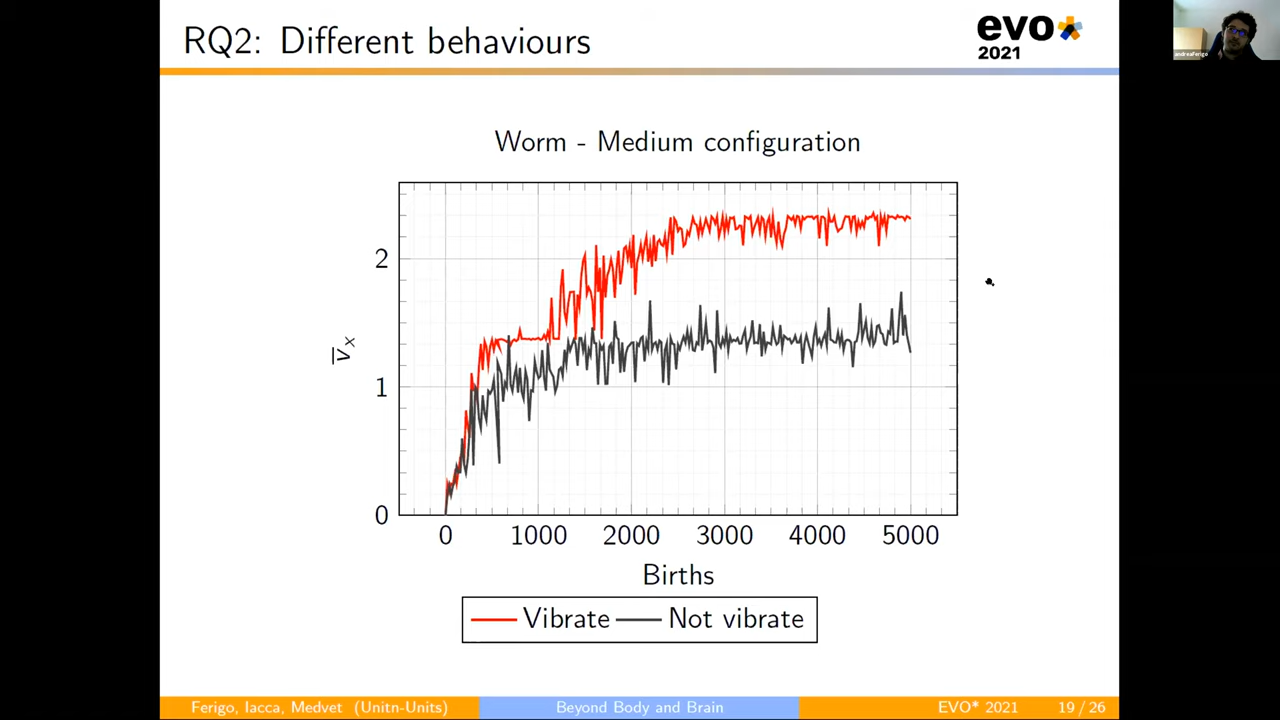 RQ2: Different behaviours
evo
2021
andreaFerigo
Worm - Medium configuration
2
1
0
v̅x
0 1000 2000 3000 4000 5000
Births
Vibrate Not vibrate
Ferigo, Iacca, Medvet (Unitn-Units) Beyond Body and Brain EVO* 2021 19 / 26